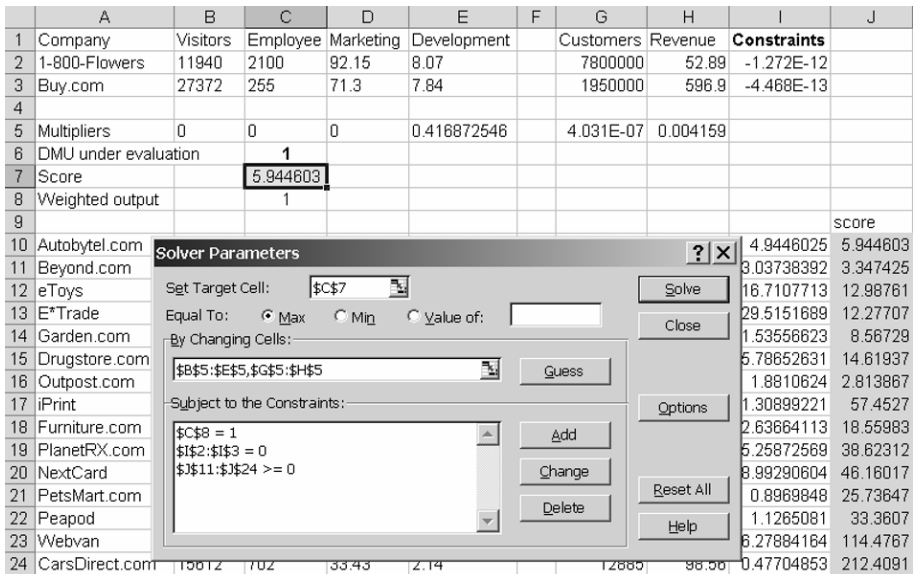 A B C D E F G H I J
1 Company Visitors Employee Marketing Development Customers Revenue Constraints
2 1-800-Flowers 11940 2100 92.15 8.07 7800000 52.89 -1.272E-12
3 Buy.com 27372 255 71.3 7.84 1950000 596.9 -4.468E-13
4
5 Multipliers 0 0 0 0.416872546 4.031E-07 0.004159
6 DMU under evaluation 1
7 Score 5.944603
8 Weighted output 1
9 score
10 Autobytel.com 4.9446025 5.944603
11 Beyond.com 3.03738392 3.347425
12 eToys 16.7107713 12.98761
13 E*Trade 29.5151689 12.27707
14 Garden.com 1.53556623 8.56729
15 Drugstore.com 5.78652631 14.61937
16 Outpost.com 1.8810624 2.813867
17 iPrint 1.30899221 57.4527
18 Furniture.com 2.63664113 18.55983
19 PlanetRX.com 5.25872569 38.62312
20 NextCard 8.99290604 46.16017
21 PetsMart.com 0.8969848 25.73647
22 Peapod 1.1265081 33.3607
23 Webvan 6.27884164 114.4767
24 CarsDirect.com 15612 702 33.43 2.14 12885 98.56 0.47704853 212.4091
Solver Parameters
Set Target Cell: $C$7 Solve
Equal To: Max Min Value of: Close
By Changing Cells:
$B$5:$E$5,$G$5:$H$5 Guess
Subject to the Constraints: Options
$C$8 = 1 Add
$I$2:$I$3 = 0
$J$11:$J$24 >= 0 Change
Delete Reset All
Help